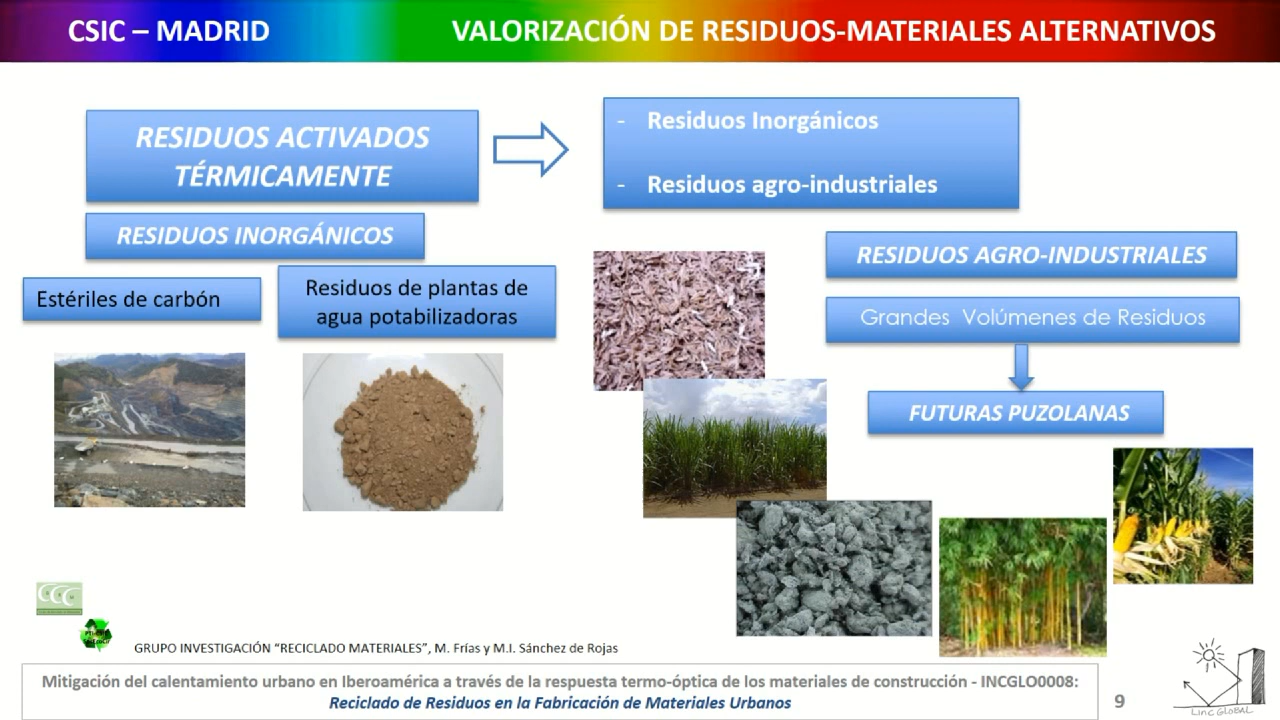 CSIC – MADRID
VALORIZACIÓN DE RESIDUOS-MATERIALES ALTERNATIVOS
RESIDUOS ACTIVADOS
TÉRMICAMENTE
- Residuos Inorgánicos
- Residuos agro-industriales
RESIDUOS INORGÁNICOS
Estériles de carbón
Residuos de plantas de
agua potabilizadoras
RESIDUOS AGRO-INDUSTRIALES
Grandes Volúmenes de Residuos
FUTURAS PUZOLANAS
CCC
GRUPO INVESTIGACIÓN “RECICLADO MATERIALES”, M. Frías y M.I. Sánchez de Rojas
Mitigación del calentamiento urbano en Iberoamérica a través de la respuesta termo-óptica de los materiales de construcción - INCGLO0008:
Reciclado de Residuos en la Fabricación de Materiales Urbanos
9
LINC GLOBAL